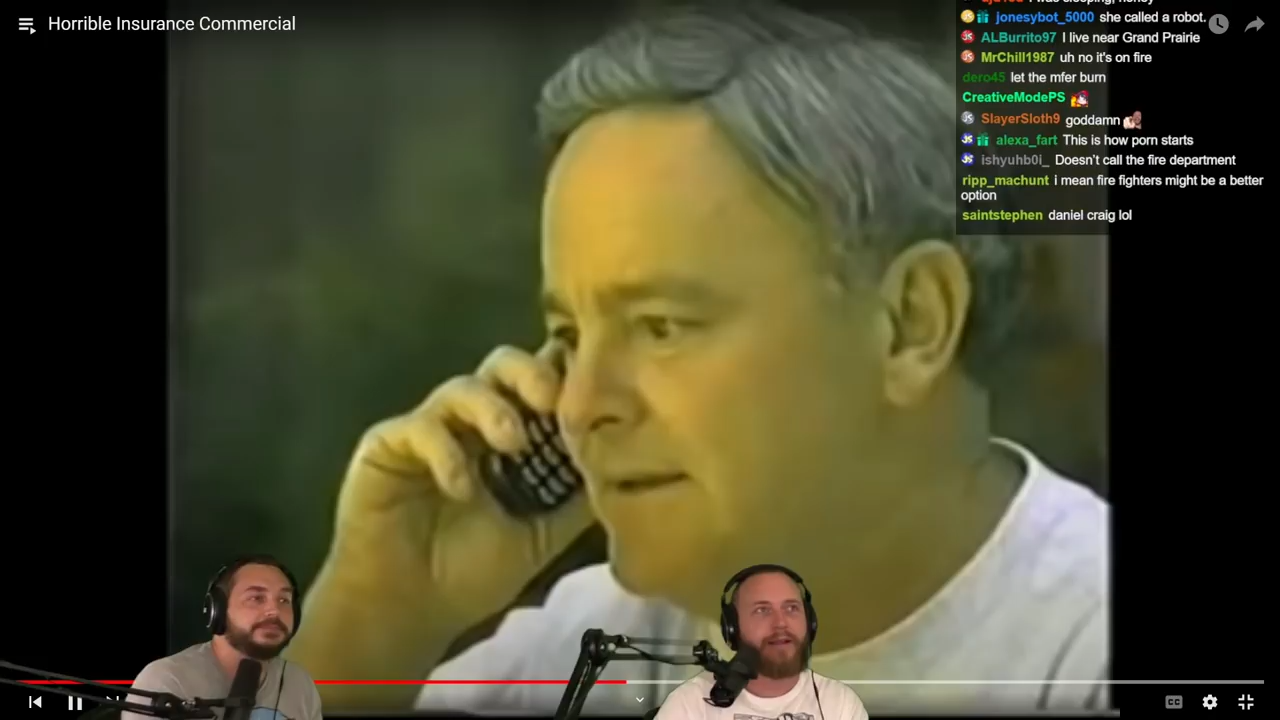 Horrible Insurance Commercial
jonesybot_5000 she called a robot.
ALBurrito97 I live near Grand Prairie
MrChill1987 uh no it's on fire
dero45 let the mfer burn
CreativeModePS
SlayerSloth9 goddamn
alexa_fart This is how porn starts
ishyuhb0i_ Doesn't call the fire department
ripp_machunt i mean fire fighters might be a better
option
saintstephen daniel craig lol
CC